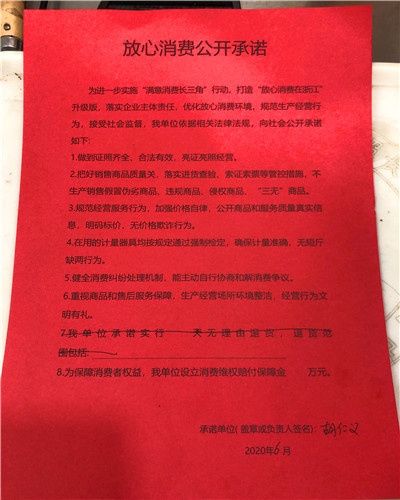 放心消费公开承诺
为进一步实施“满意消费长三角”行动，打造“放心消费在浙江”
升级版，落实企业主体责任，优化放心消费环境，规范生产经营行
为，接受社会监督，我单位依据相关法律法规，向社会公开承诺
如下:
1.做到证照齐全、合法有效，亮证亮照经营。
2.把好销售商品质量关，落实进货查验、索证索票等管控措施，不
生产销售假冒伪劣商品、违规商品、侵权商品、“三无”商品。
3.规范经营服务行为，加强价格自律，公开商品和服务质量真实信
息，明码标价，无价格欺诈行为。
4.在用的计量器具均按规定通过强制检定，确保计量准确，无短斤
缺两行为。
5.健全消费纠纷处理机制，能主动自行协商和解消费争议。
6.重视商品和售后服务保障，生产经营场所环境整洁，经营行为文
明有礼。
7.我单位承诺实行 天无理由退货，退货范
围包括:
8.为保障消费者权益，我单位设立消费维权赔付保障金 万元。
承诺单位(盖章或负责人签名):胡仁义
2020年6月